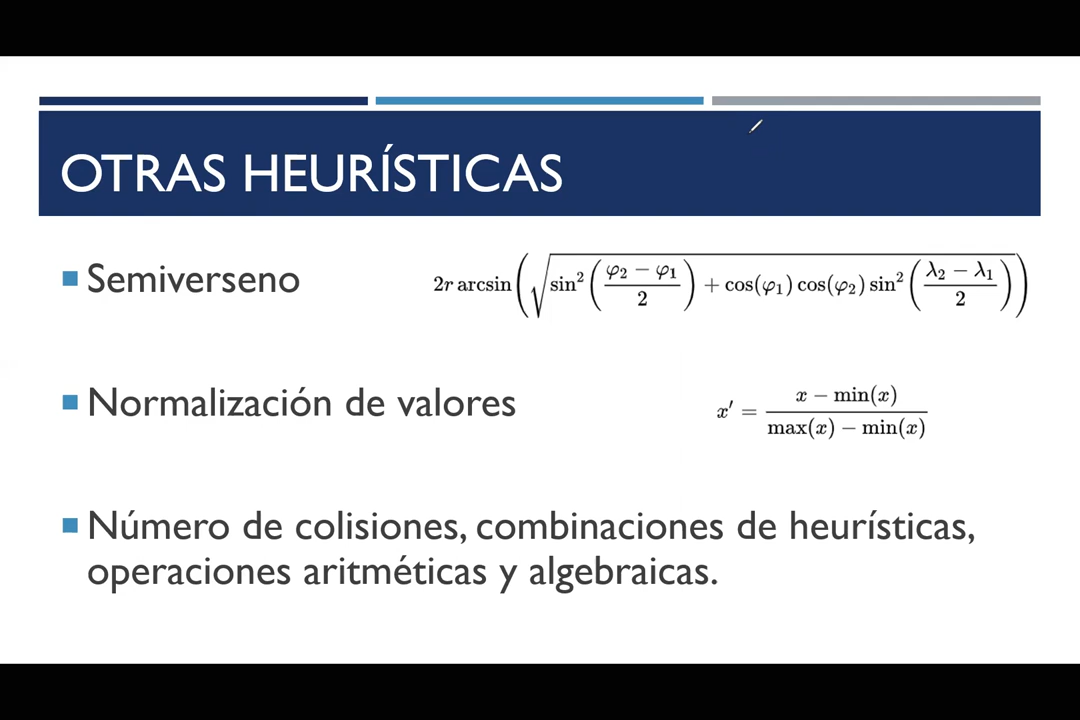 OTRAS HEURÍSTICAS
Semiverseno
2r arcsin(√(sin²((φ₂ − φ₁)/2) + cos(φ₁) cos(φ₂) sin²((λ₂ − λ₁)/2)))
Normalización de valores
x′ = (x − min(x))/(max(x) − min(x))
Número de colisiones, combinaciones de heurísticas,
operaciones aritméticas y algebraicas.